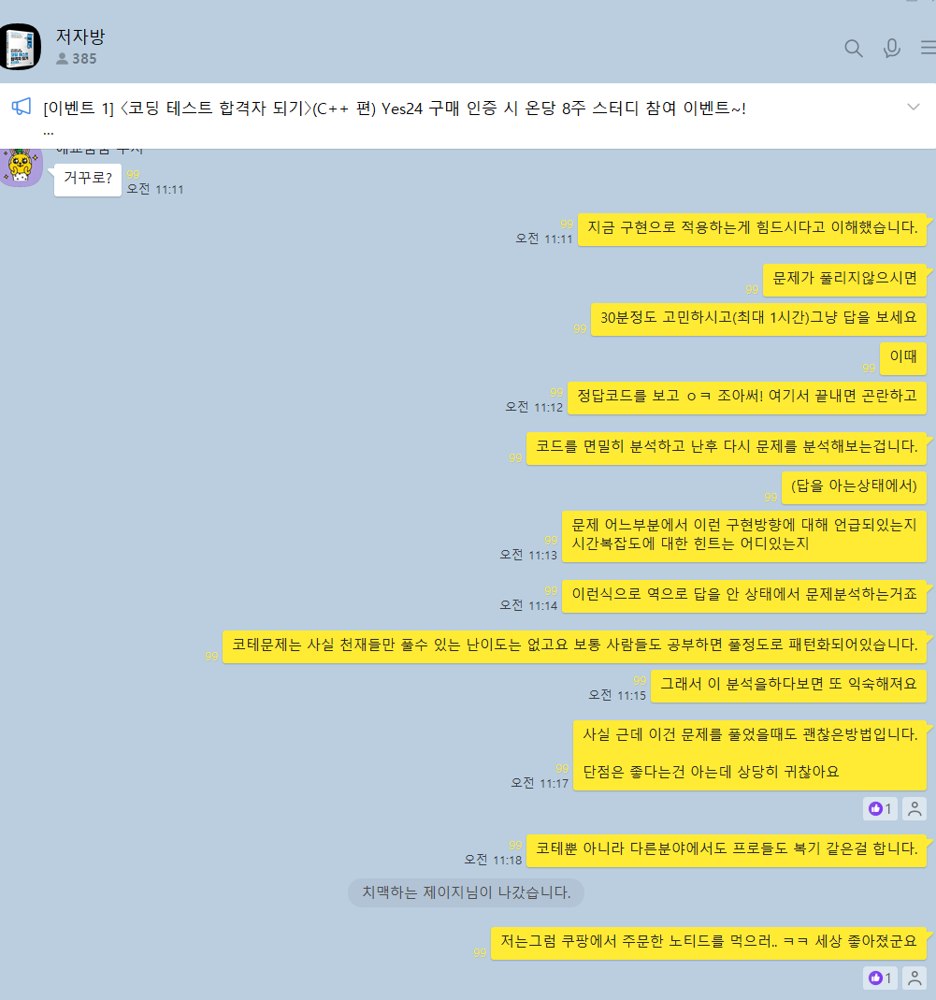 저자방
385
[이벤트 1] 〈코딩 테스트 합격자 되기〉(C++ 편) Yes24 구매 인증 시 온당 8주 스터디 참여 이벤트~!
...
거꾸로?
99
오전 11:11
지금 구현으로 적용하는게 힘드시다고 이해했습니다.
99
오전 11:11
문제가 풀리지않으시면
99
30분정도 고민하시고(최대 1시간)그냥 답을 보세요
99
이때
99
정답코드를 보고 ㅇㅋ 조아써! 여기서 끝내면 곤란하고
99
오전 11:12
코드를 면밀히 분석하고 난후 다시 문제를 분석해보는겁니다.
99
(답을 아는상태에서)
99
문제 어느부분에서 이런 구현방향에 대해 언급되있는지
시간복잡도에 대한 힌트는 어디있는지
99
오전 11:13
이런식으로 역으로 답을 안 상태에서 문제분석하는거죠
99
오전 11:14
코테문제는 사실 천재들만 풀수 있는 난이도는 없고요 보통 사람들도 공부하면 풀정도로 패턴화되어있습니다.
99
그래서 이 분석을하다보면 또 익숙해져요
99
오전 11:15
사실 근데 이건 문제를 풀었을때도 괜찮은방법입니다.
단점은 좋다는건 아는데 상당히 귀찮아요
99
오전 11:17
1
코테뿐 아니라 다른분야에서도 프로들도 복기 같은걸 합니다.
99
오전 11:18
치맥하는 제이지님이 나갔습니다.
저는그럼 쿠팡에서 주문한 노티드를 먹으러.. ㅋㅋ 세상 좋아졌군요
99
1